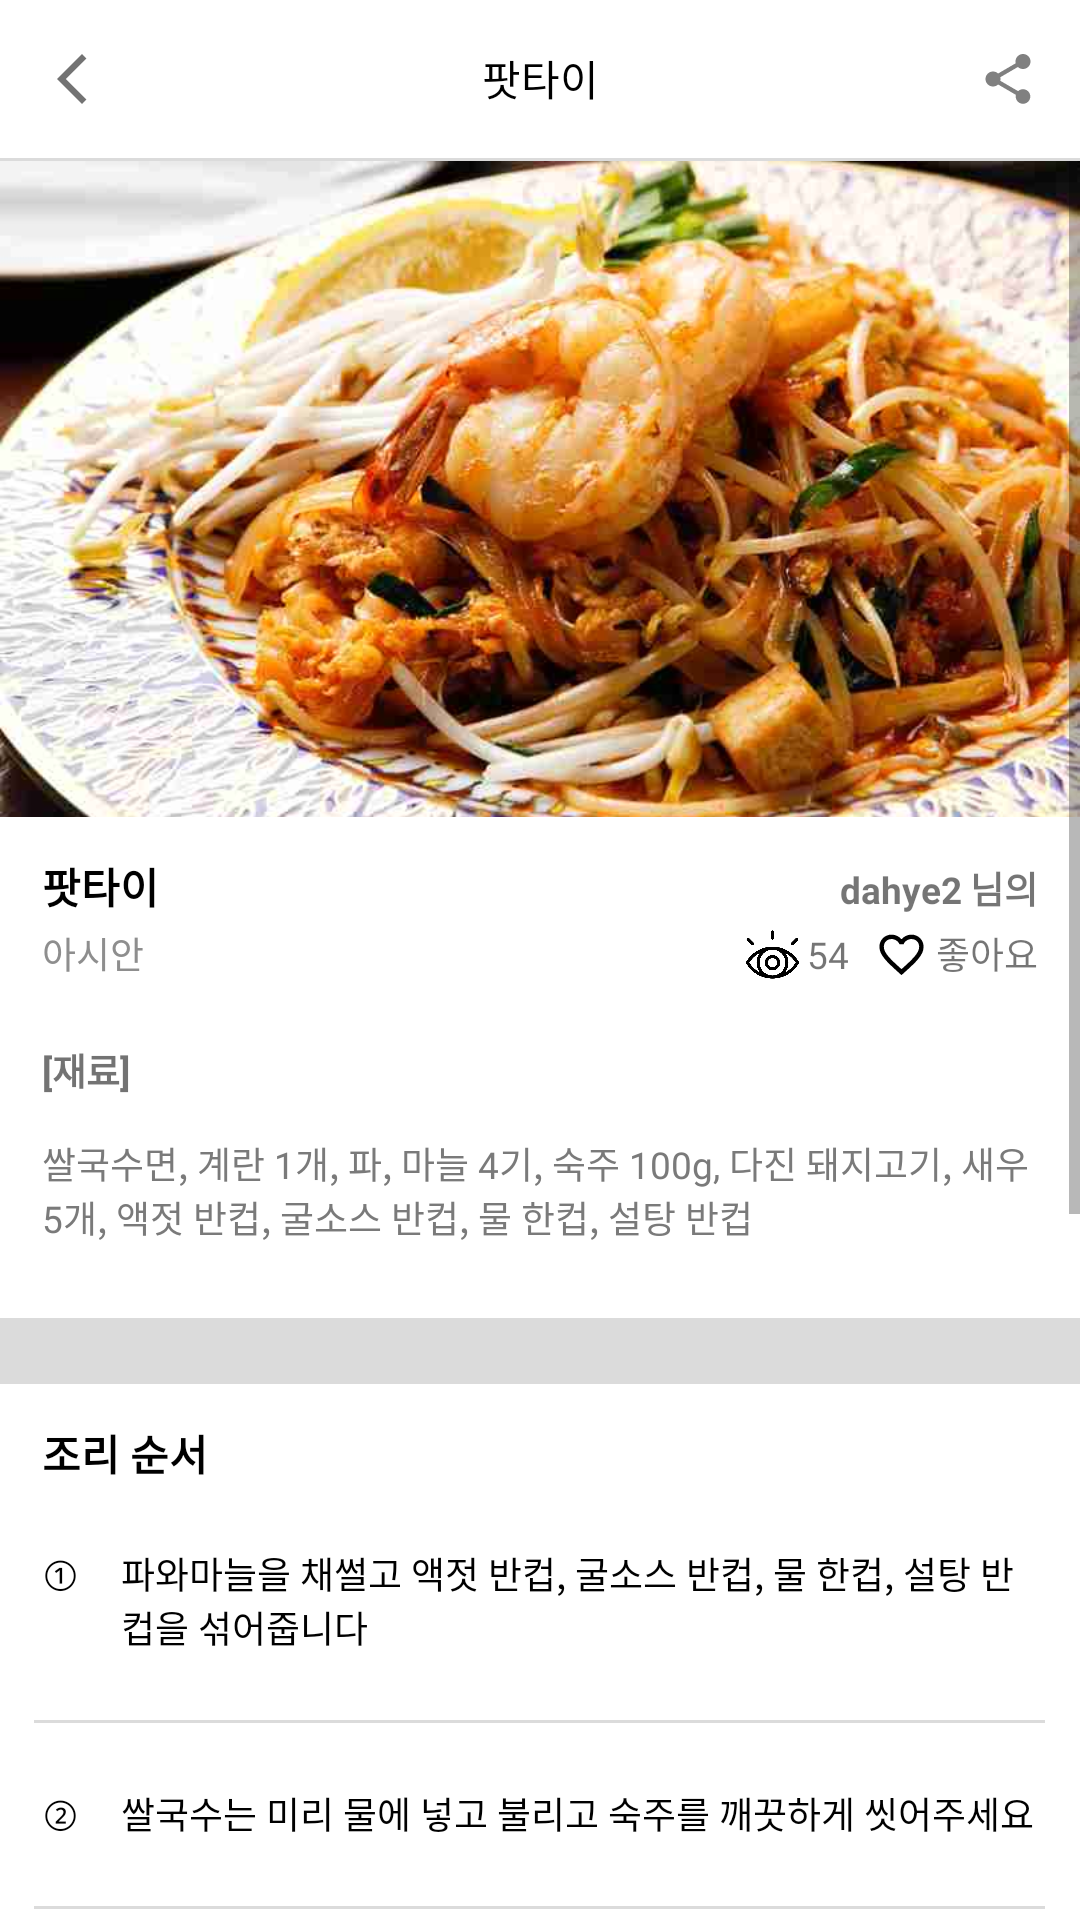 팟타이
팟타이
dahye2 님의
아시안
54 좋아요
[재료]
쌀국수면, 계란 1개, 파, 마늘 4기, 숙주 100g, 다진 돼지고기, 새우
5개, 액젓 반컵, 굴소스 반컵, 물 한컵, 설탕 반컵
조리 순서
① 파와마늘을 채썰고 액젓 반컵, 굴소스 반컵, 물 한컵, 설탕 반
컵을 섞어줍니다
② 쌀국수는 미리 물에 넣고 불리고 숙주를 깨끗하게 씻어주세요